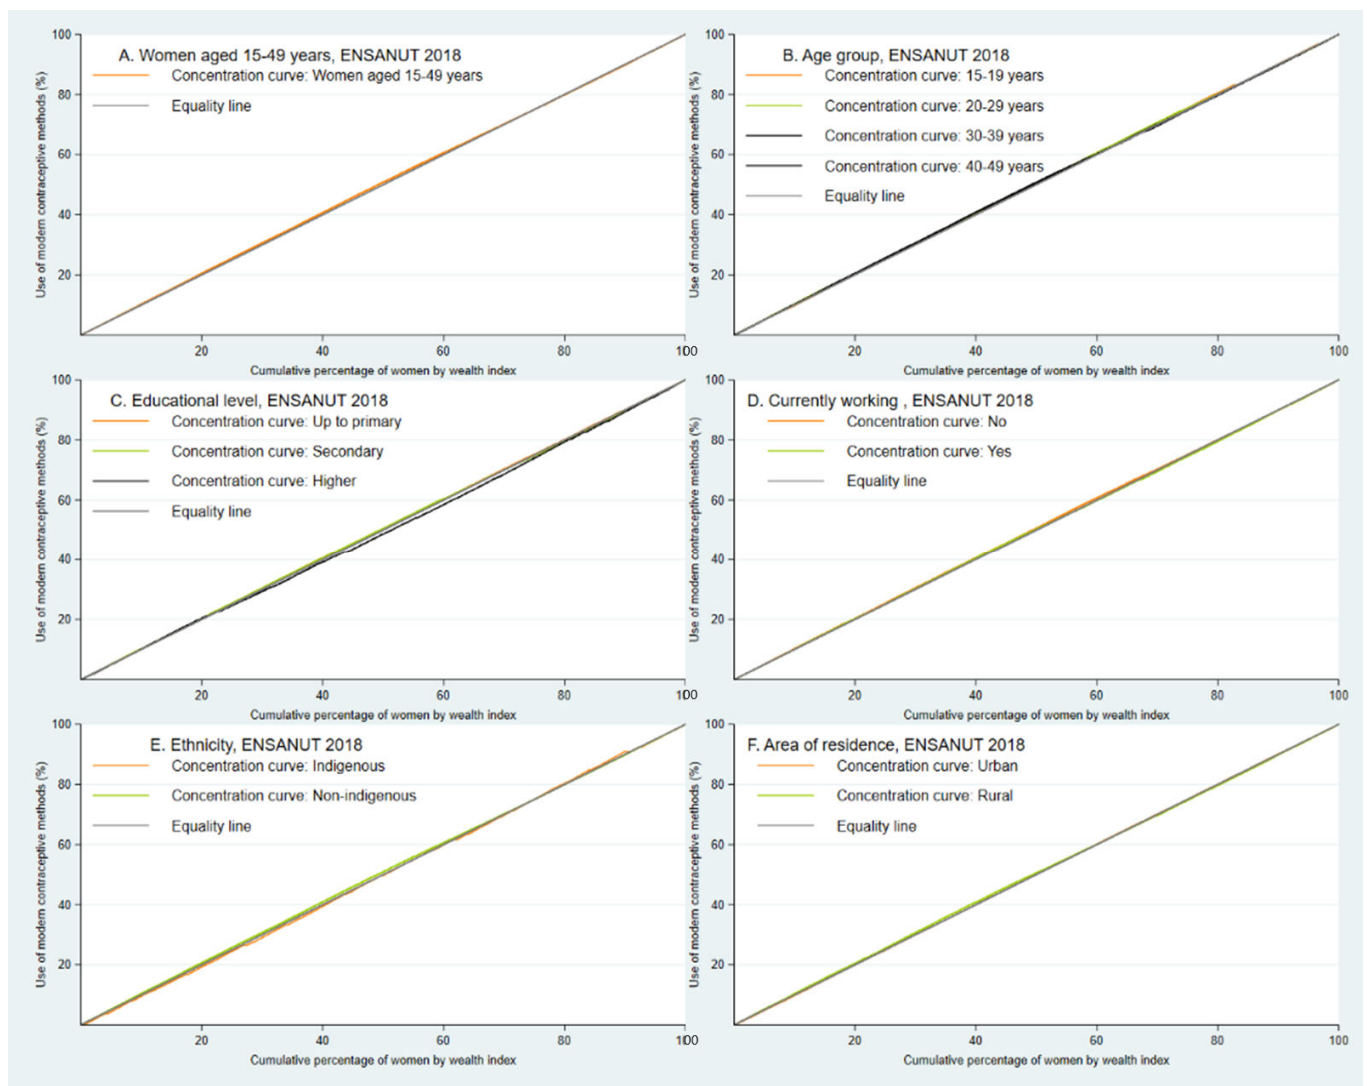 A. Women aged 15-49 years, ENSANUT 2018
Concentration curve: Women aged 15-49 years
Equality line
Use of modern contraceptive methods (%)
100
80
60
40
20
20 40 60 80 100
Cumulative percentage of women by wealth index
B. Age group, ENSANUT 2018
Concentration curve: 15-19 years
Concentration curve: 20-29 years
Concentration curve: 30-39 years
Concentration curve: 40-49 years
Equality line
Use of modern contraceptive methods (%)
100
80
60
40
20
20 40 60 80 100
Cumulative percentage of women by wealth index
C. Educational level, ENSANUT 2018
Concentration curve: Up to primary
Concentration curve: Secondary
Concentration curve: Higher
Equality line
Use of modern contraceptive methods (%)
100
80
60
40
20
20 40 60 80 100
Cumulative percentage of women by wealth index
D. Currently working , ENSANUT 2018
Concentration curve: No
Concentration curve: Yes
Equality line
Use of modern contraceptive methods (%)
100
80
60
40
20
20 40 60 80 100
Cumulative percentage of women by wealth index
E. Ethnicity, ENSANUT 2018
Concentration curve: Indigenous
Concentration curve: Non-indigenous
Equality line
Use of modern contraceptive methods (%)
100
80
60
40
20
20 40 60 80 100
Cumulative percentage of women by wealth index
F. Area of residence, ENSANUT 2018
Concentration curve: Urban
Concentration curve: Rural
Equality line
Use of modern contraceptive methods (%)
100
80
60
40
20
20 40 60 80 100
Cumulative percentage of women by wealth index